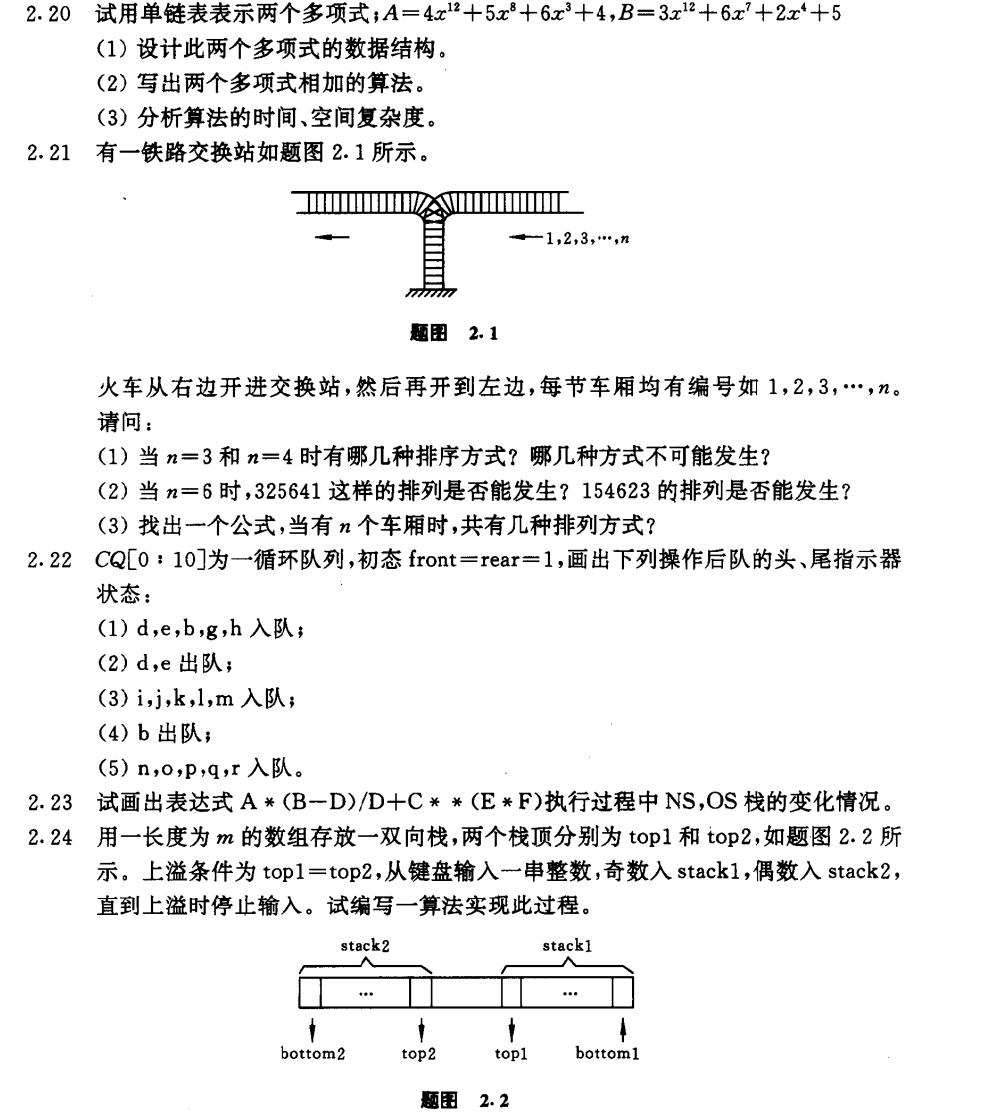 2.20 试用单链表表示两个多项式;A=4x¹²+5x⁸+6x³+4,B=3x¹²+6x⁷+2x⁴+5
(1) 设计此两个多项式的数据结构。
(2) 写出两个多项式相加的算法。
(3) 分析算法的时间、空间复杂度。
2.21 有一铁路交换站如题图 2.1 所示。
1,2,3,…,n
题图 2.1
火车从右边开进交换站,然后再开到左边,每节车厢均有编号如 1,2,3,…,n。
请问:
(1) 当 n=3 和 n=4 时有哪几种排序方式?哪几种方式不可能发生?
(2) 当 n=6 时,325641 这样的排列是否能发生?154623 的排列是否能发生?
(3) 找出一个公式,当有 n 个车厢时,共有几种排列方式?
2.22 CQ[0:10]为一循环队列,初态 front=rear=1,画出下列操作后队的头、尾指示器
状态:
(1) d,e,b,g,h 入队;
(2) d,e 出队;
(3) i,j,k,l,m 入队;
(4) b 出队;
(5) n,o,p,q,r 入队。
2.23 试画出表达式 A*(B-D)/D+C**(E*F)执行过程中 NS,OS 栈的变化情况。
2.24 用一长度为 m 的数组存放一双向栈,两个栈顶分别为 top1 和 top2,如题图 2.2 所
示。上溢条件为 top1=top2,从键盘输入一串整数,奇数入 stack1,偶数入 stack2,
直到上溢时停止输入。试编写一算法实现此过程。
stack2 stack1
… …
bottom2 top2 top1 bottom1
题图 2.2